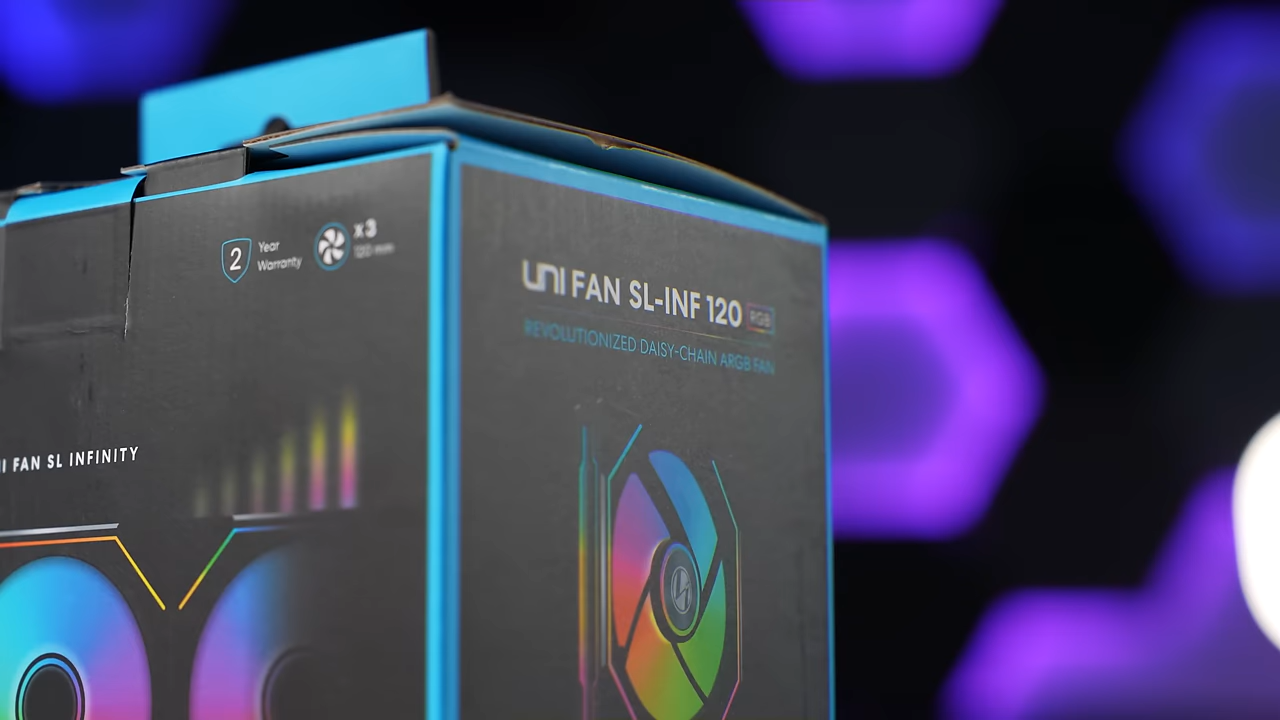 2
Year
Warranty
x3
120 mm
NI FAN SL INFINITY
UNI FAN SL-INF 120 RGB
REVOLUTIONIZED DAISY-CHAIN ARGB FAN